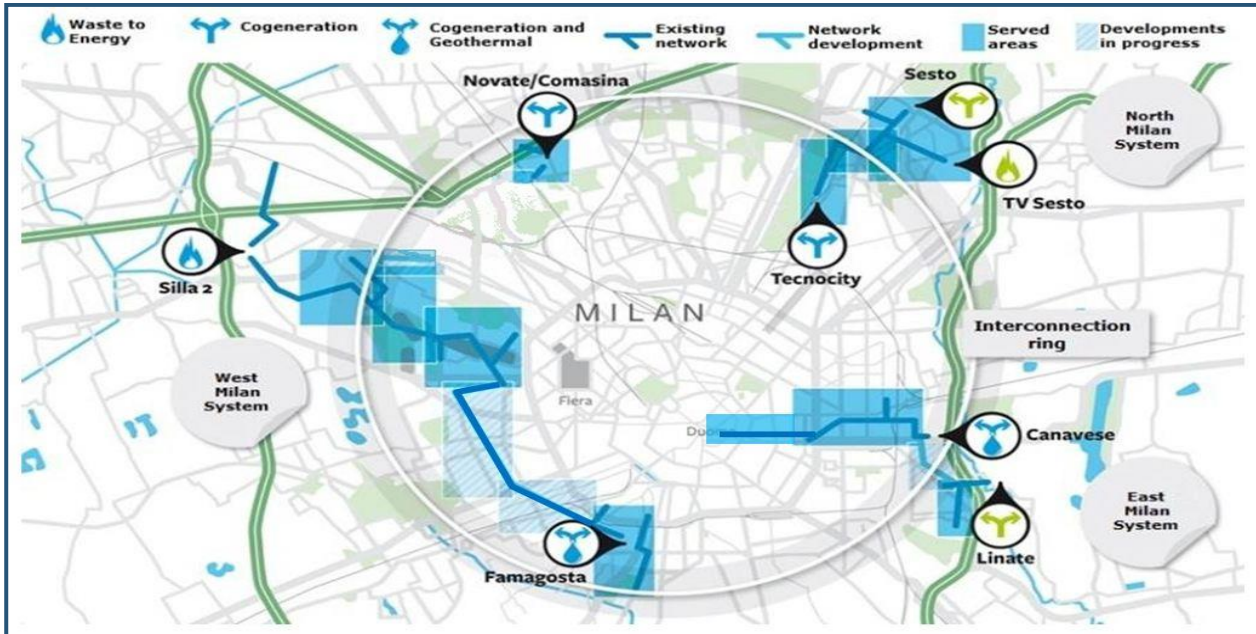 Waste to
Energy
Cogeneration
Cogeneration and
Geothermal
Existing
network
Network
development
Served
areas
Developments
in progress
Novate/Comasina
Sesto
North
Milan
System
TV Sesto
Silla 2
Tecnocity
MILAN
Interconnection
ring
West
Milan
System
Fiera
Canavese
East
Milan
System
Linate
Famagosta